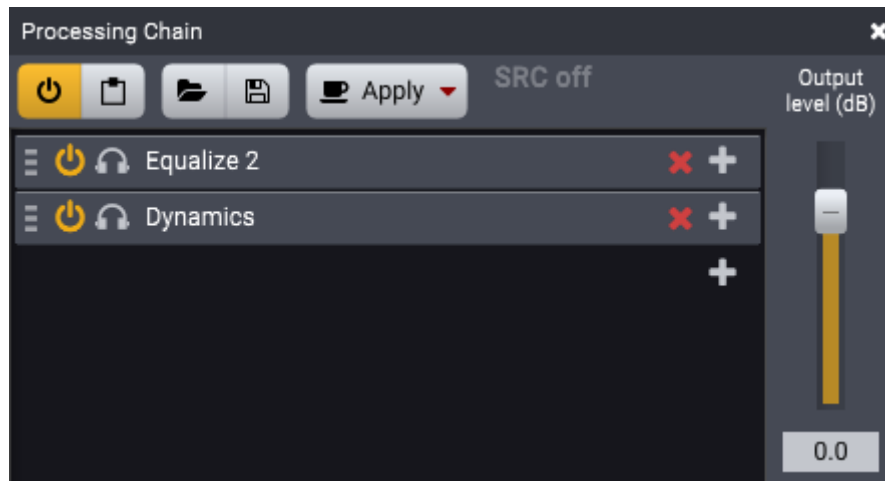 Processing Chain
Apply
SRC off
Output
level (dB)
Equalize 2
Dynamics
0.0